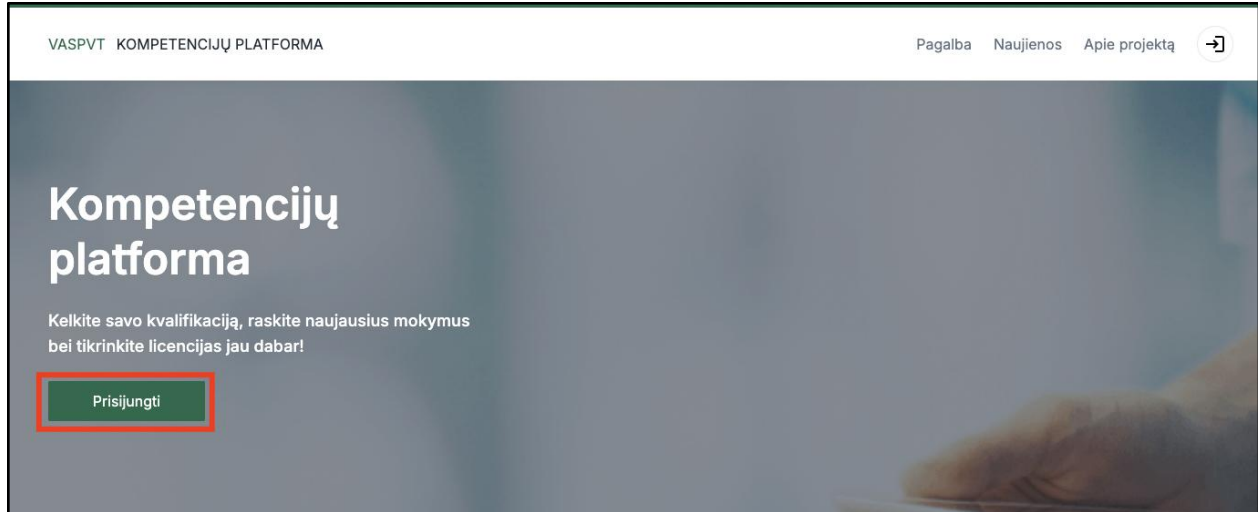 VASPVT KOMPETENCIJŲ PLATFORMA
Pagalba Naujienos Apie projektą
Kompetencijų
platforma
Kelkite savo kvalifikaciją, raskite naujausius mokymus
bei tikrinkite licencijas jau dabar!
Prisijungti